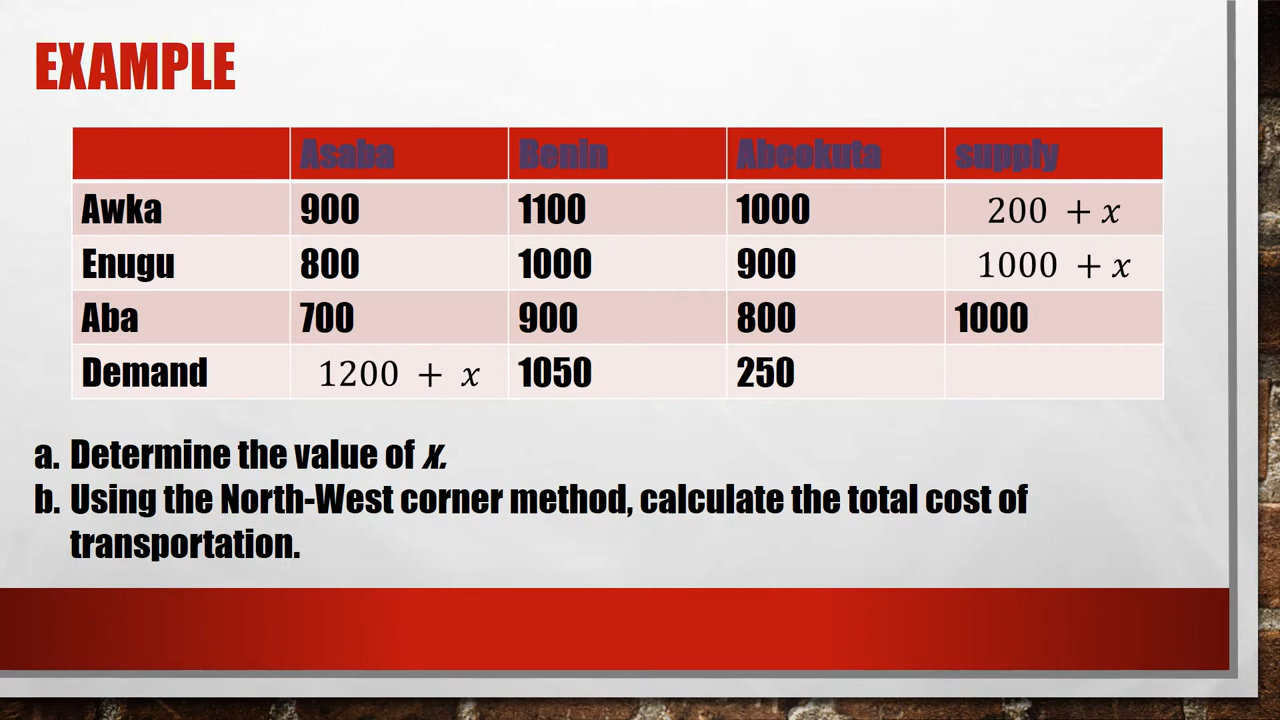 EXAMPLE
Asaba Benin Abeokuta supply
Awka 900 1100 1000 200 + x
Enugu 800 1000 900 1000 + x
Aba 700 900 800 1000
Demand 1200 + x 1050 250
a. Determine the value of x.
b. Using the North-West corner method, calculate the total cost of
transportation.